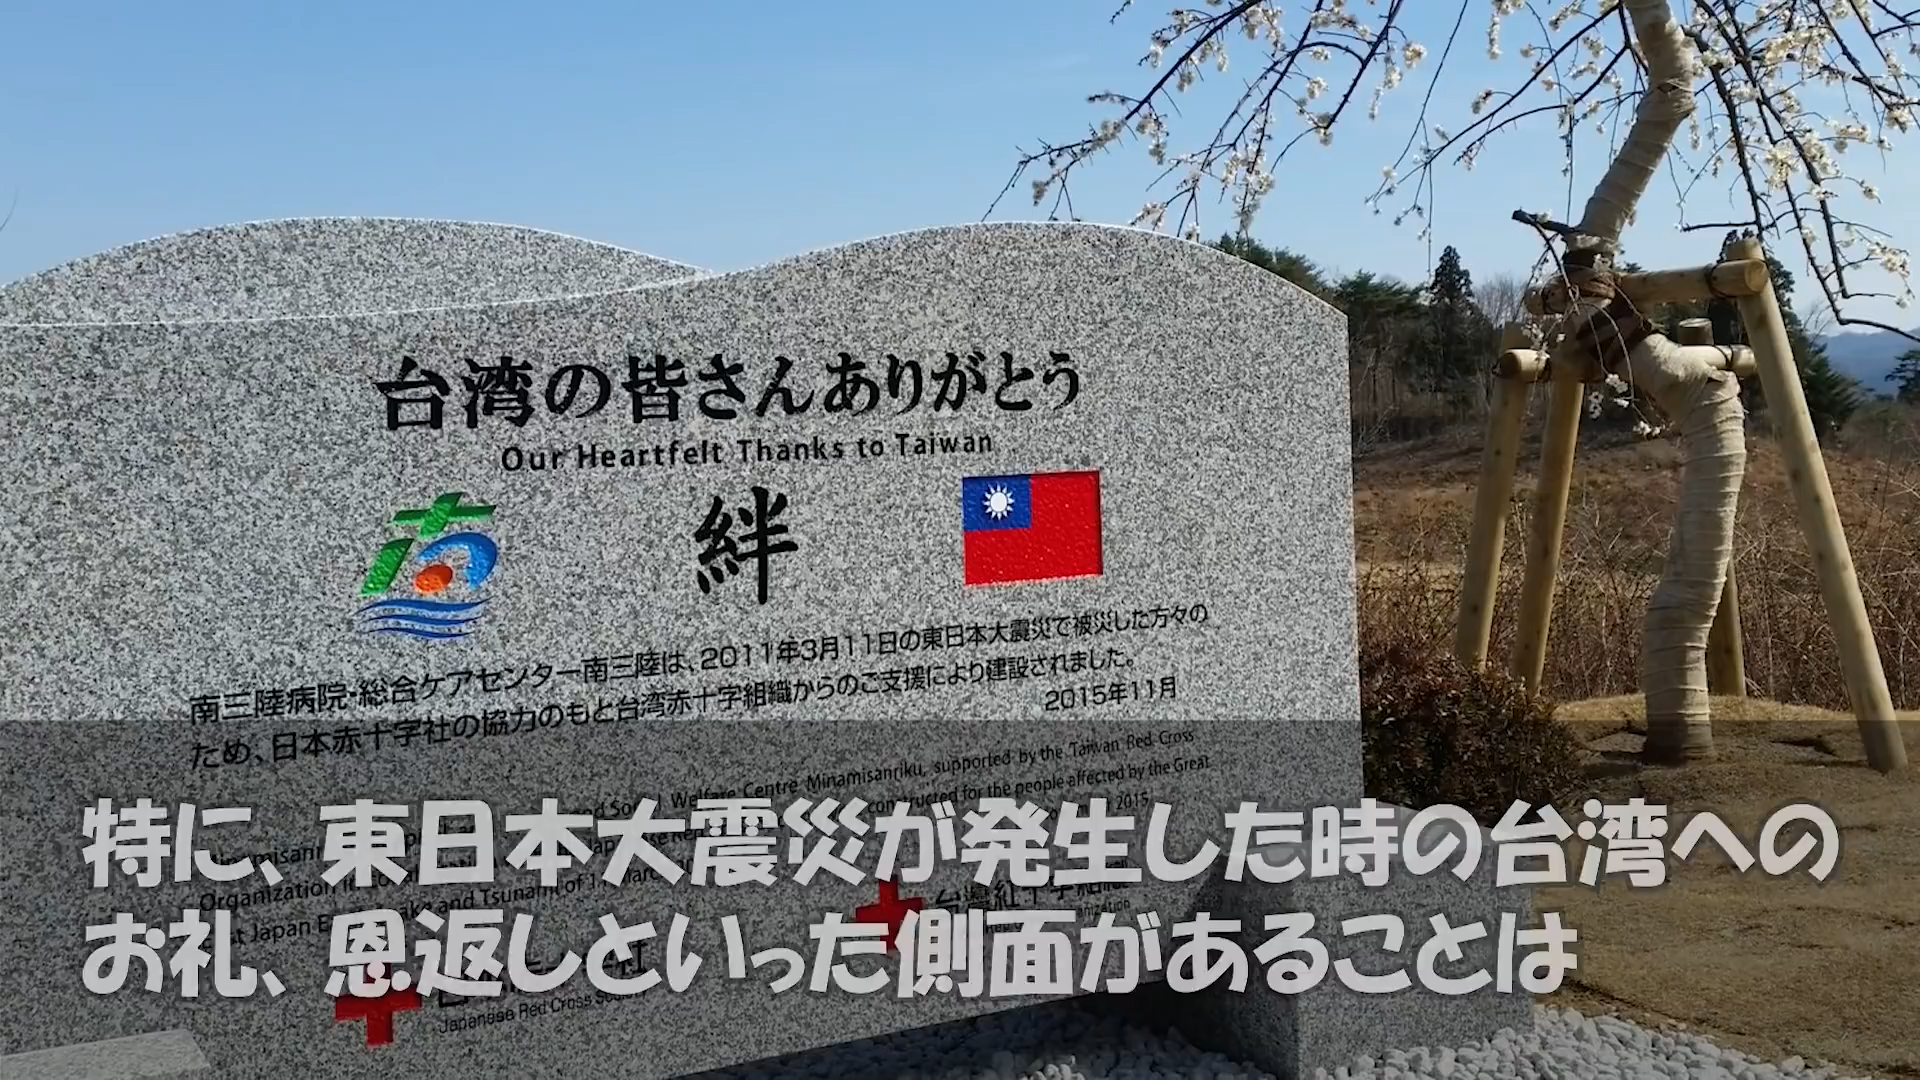 台湾の皆さんありがとう
Our Heartfelt Thanks to Taiwan
絆
南三陸病院・総合ケアセンター南三陸は、2011年3月11日の東日本大震災で被災した方々の
ため、日本赤十字社の協力のもと台湾赤十字組織からのご支援により建設されました。
2015年11月
Welfare Centre Minamisanriku, supported by the Taiwan Red Cross
constructed for the people affected by the Great
2015
特に、東日本大震災が発生した時の台湾への
お礼、恩返しといった側面があることは
Japanese Red Cross Society